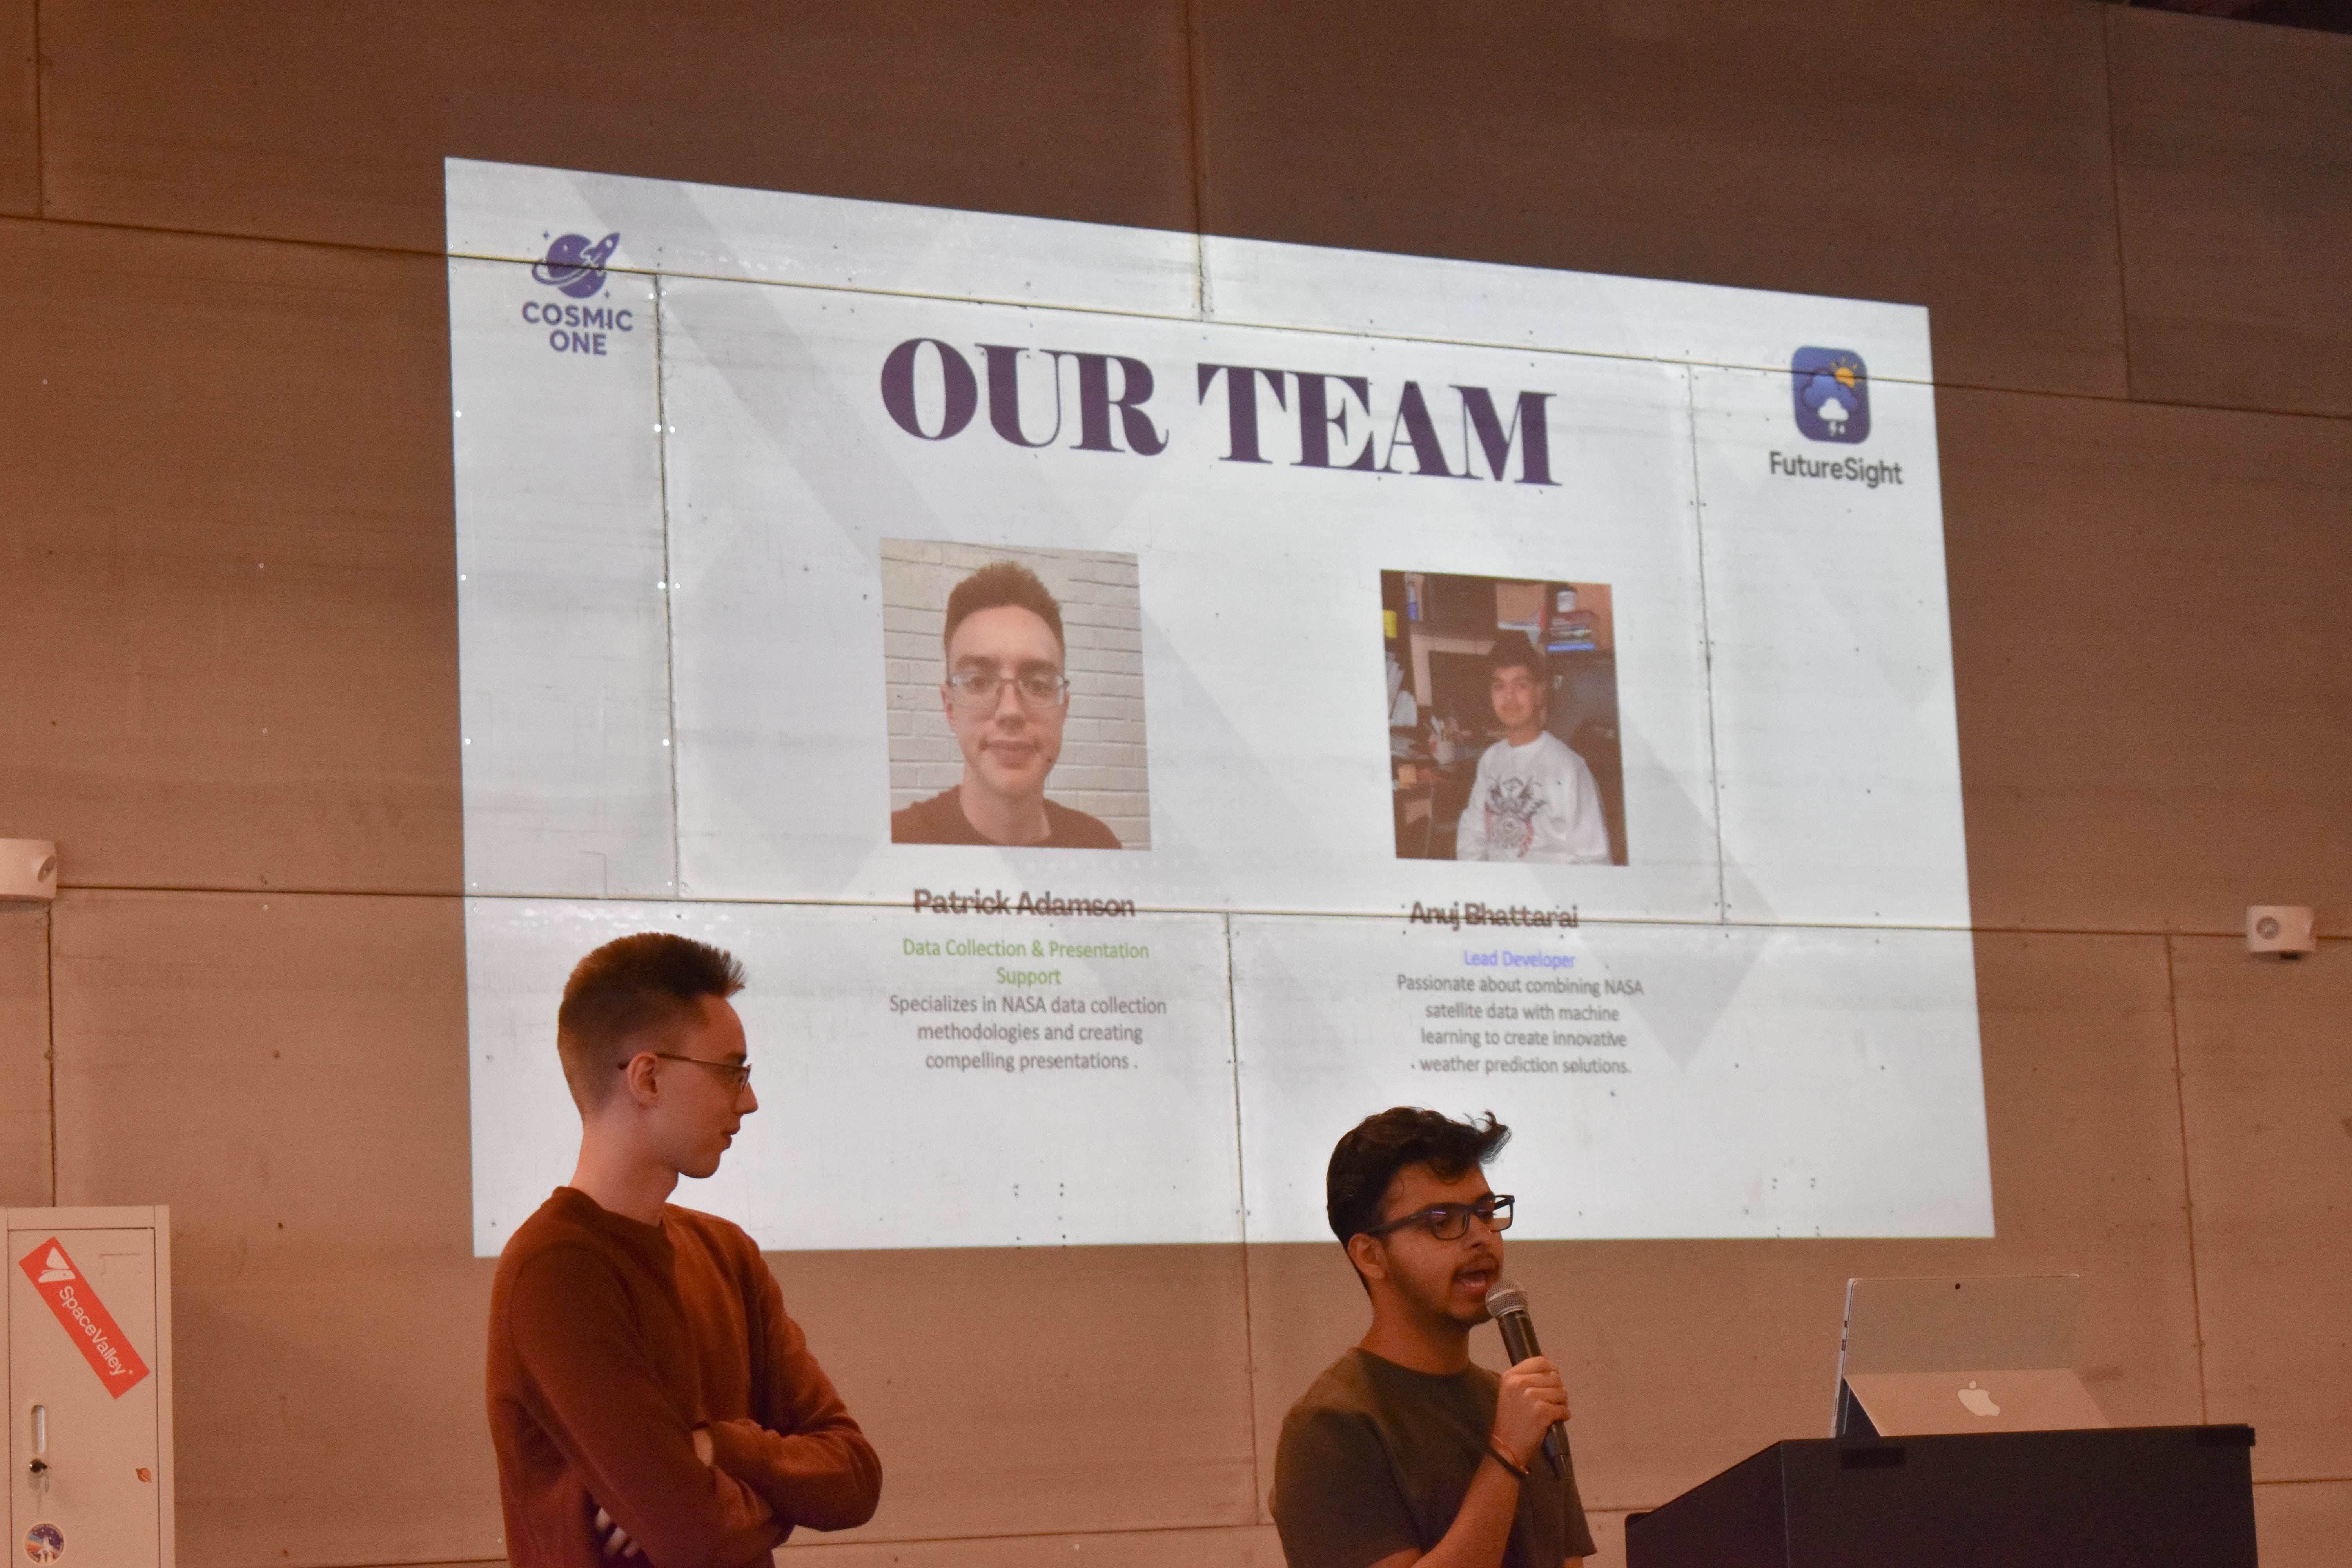 COSMIC
ONE
OUR TEAM
FutureSight
Patrick Adamson
Data Collection & Presentation
Support
Specializes in NASA data collection
methodologies and creating
compelling presentations .
Anuj Bhattarai
Lead Developer
Passionate about combining NASA
satellite data with machine
learning to create innovative
weather prediction solutions.
SpaceValley